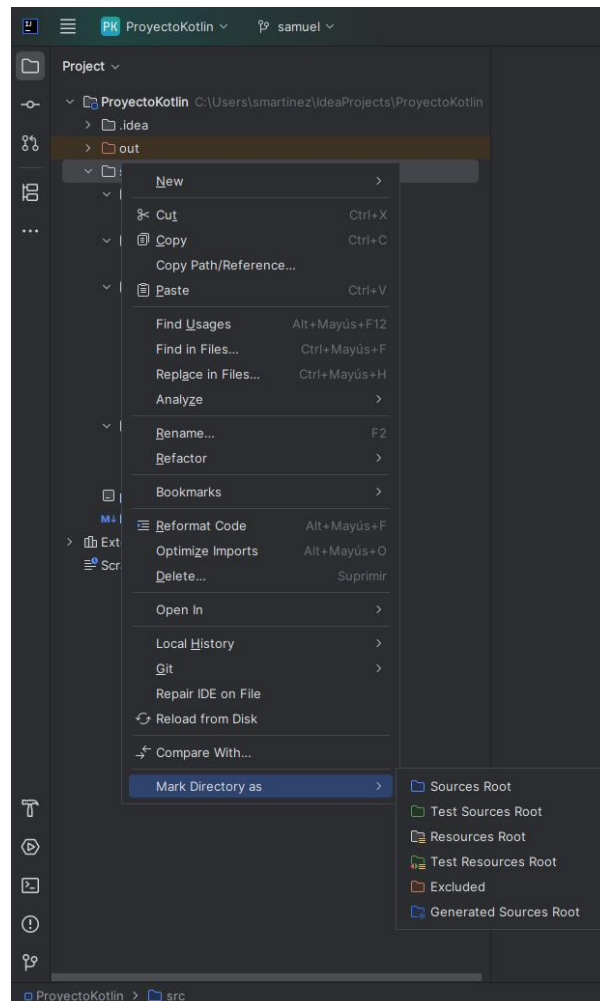 PK ProyectoKotlin samuel
Project
ProyectoKotlin C:\Users\smartinez\IdeaProjects\ProyectoKotlin
.idea
out
New
Cut Ctrl+X
Copy Ctrl+C
Copy Path/Reference...
Paste Ctrl+V
Find Usages Alt+Mayús+F12
Find in Files... Ctrl+Mayús+F
Replace in Files... Ctrl+Mayús+H
Analyze
Rename... F2
Refactor
Bookmarks
M↓
Reformat Code Alt+Mayús+F
Ext
Optimize Imports Alt+Mayús+O
Scr
Delete... Suprimir
Open In
Local History
Git
Repair IDE on File
Reload from Disk
Compare With...
Mark Directory as
Sources Root
Test Sources Root
Resources Root
Test Resources Root
Excluded
Generated Sources Root
ProyectoKotlin > src